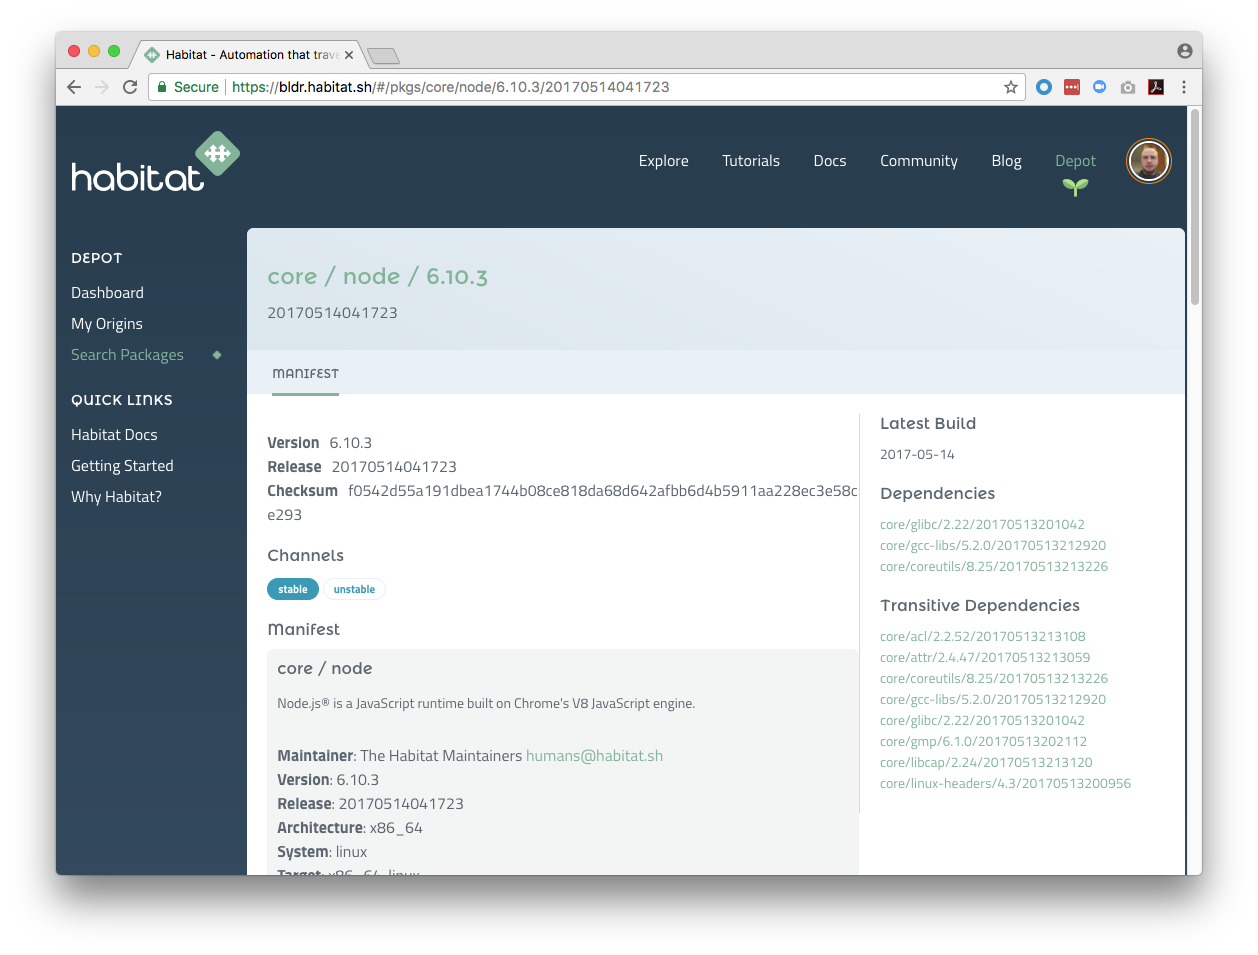 Habitat - Automation that trave
Secure https://bldr.habitat.sh/#/pkgs/core/node/6.10.3/20170514041723
habitat
Explore Tutorials Docs Community Blog Depot
DEPOT
Dashboard
My Origins
Search Packages
QUICK LINKS
Habitat Docs
Getting Started
Why Habitat?
core / node / 6.10.3
20170514041723
MANIFEST
Version 6.10.3
Release 20170514041723
Checksum f0542d55a191dbea1744b08ce818da68d642afbb6d4b5911aa228ec3e58c
e293
Channels
stable unstable
Manifest
core / node
Node.js® is a JavaScript runtime built on Chrome's V8 JavaScript engine.
Maintainer: The Habitat Maintainers humans@habitat.sh
Version: 6.10.3
Release: 20170514041723
Architecture: x86_64
System: linux
Target: x86_64-linux
Latest Build
2017-05-14
Dependencies
core/glibc/2.22/20170513201042
core/gcc-libs/5.2.0/20170513212920
core/coreutils/8.25/20170513213226
Transitive Dependencies
core/acl/2.2.52/20170513213108
core/attr/2.4.47/20170513213059
core/coreutils/8.25/20170513213226
core/gcc-libs/5.2.0/20170513212920
core/glibc/2.22/20170513201042
core/gmp/6.1.0/20170513202112
core/libcap/2.24/20170513213120
core/linux-headers/4.3/20170513200956